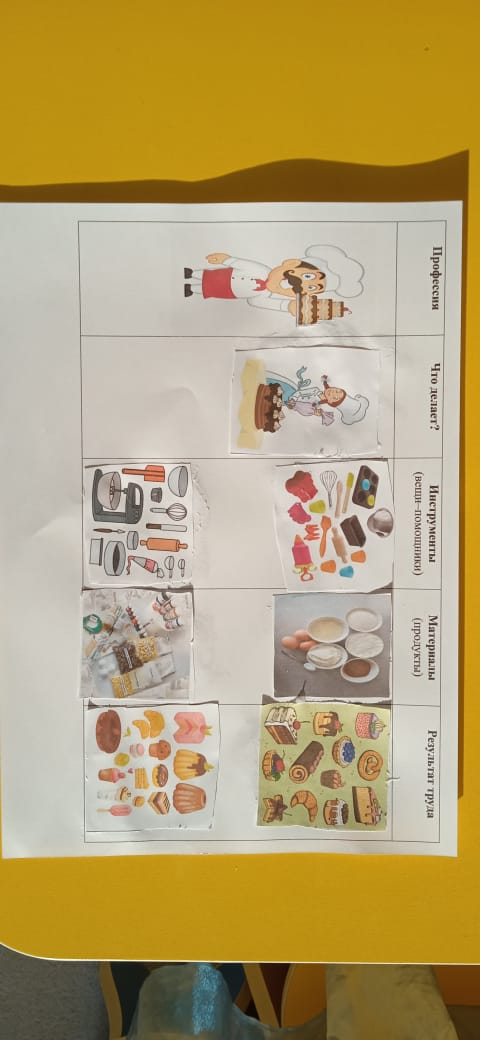 Профессия
Что делает?
Инструменты
(вещи–помощники)
Материалы
(продукты)
Результат труда